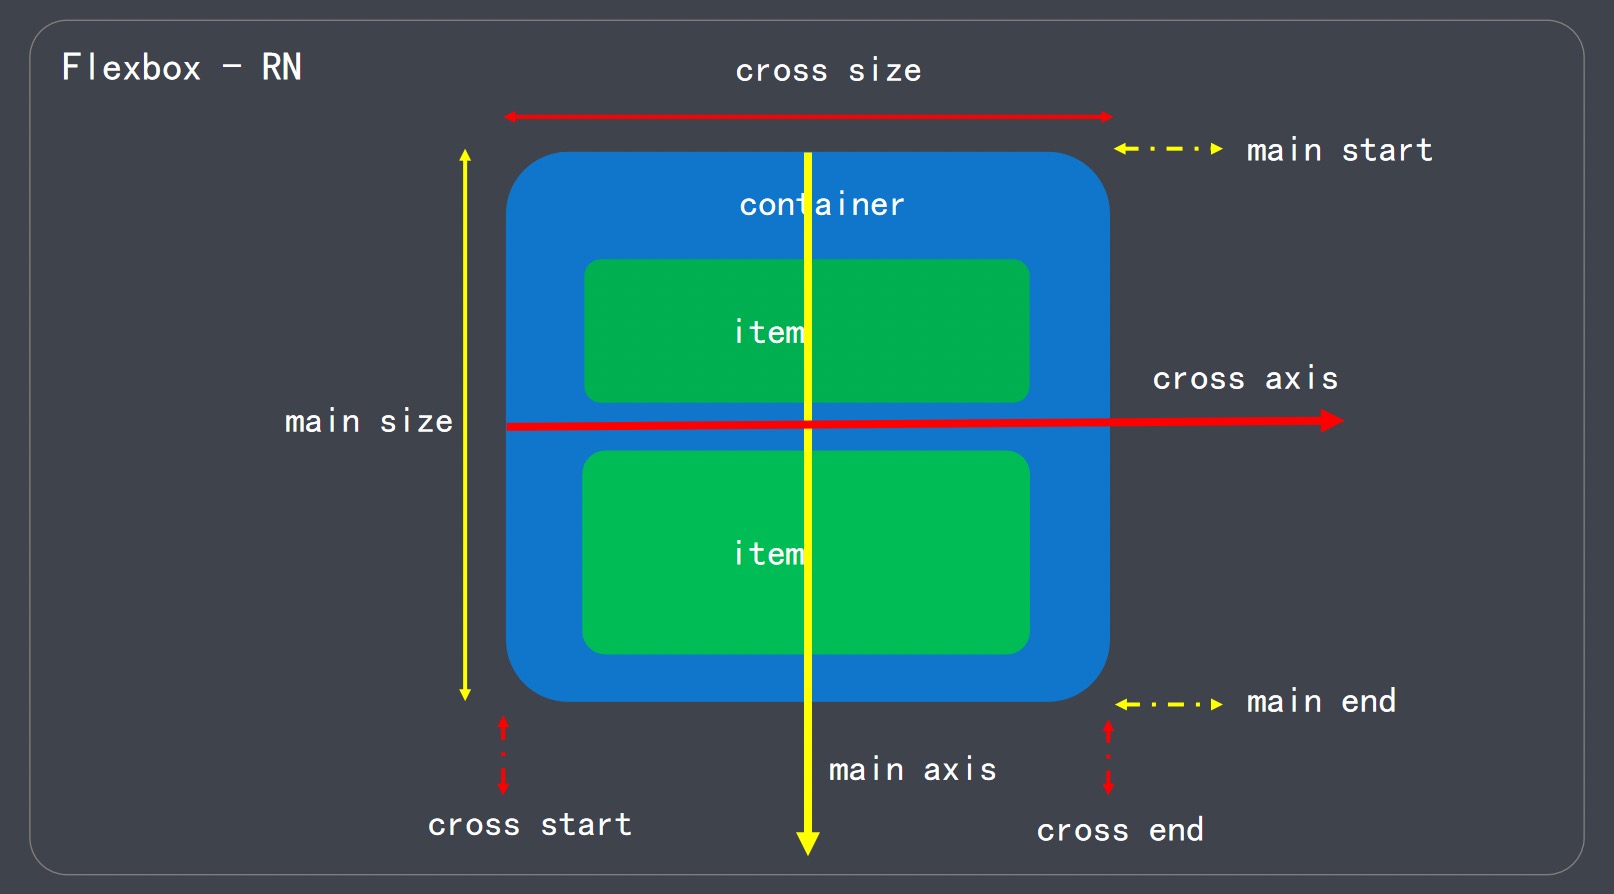 Flexbox - RN
cross size
main start
container
item
cross axis
main size
item
main end
main axis
cross start
cross end